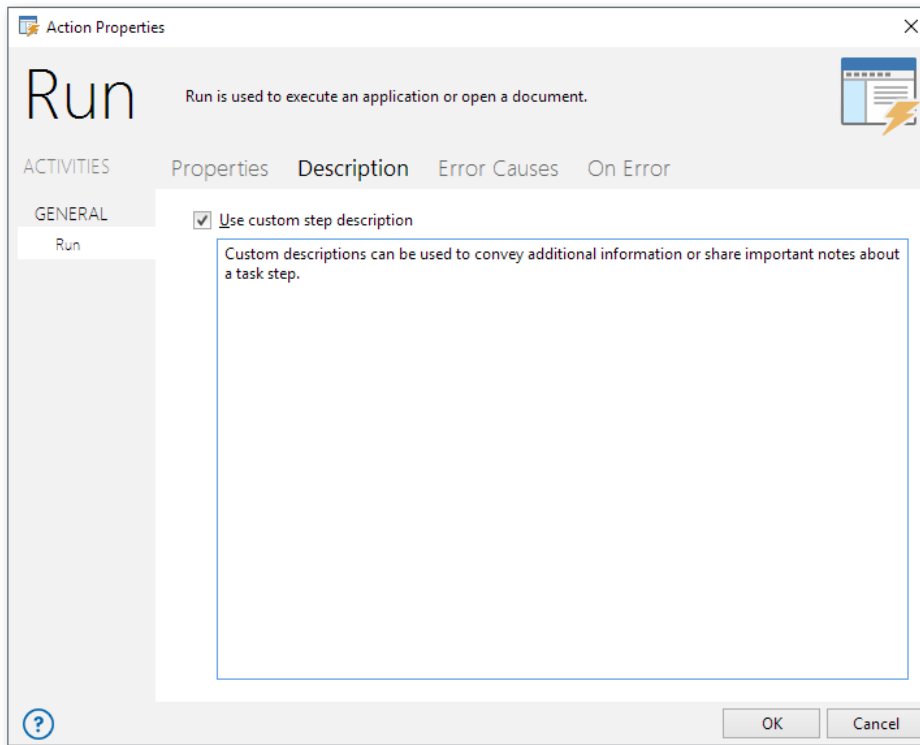 Action Properties
Run
Run is used to execute an application or open a document.
ACTIVITIES
Properties Description Error Causes On Error
GENERAL
Run
Use custom step description
Custom descriptions can be used to convey additional information or share important notes about
a task step.
?
OK Cancel